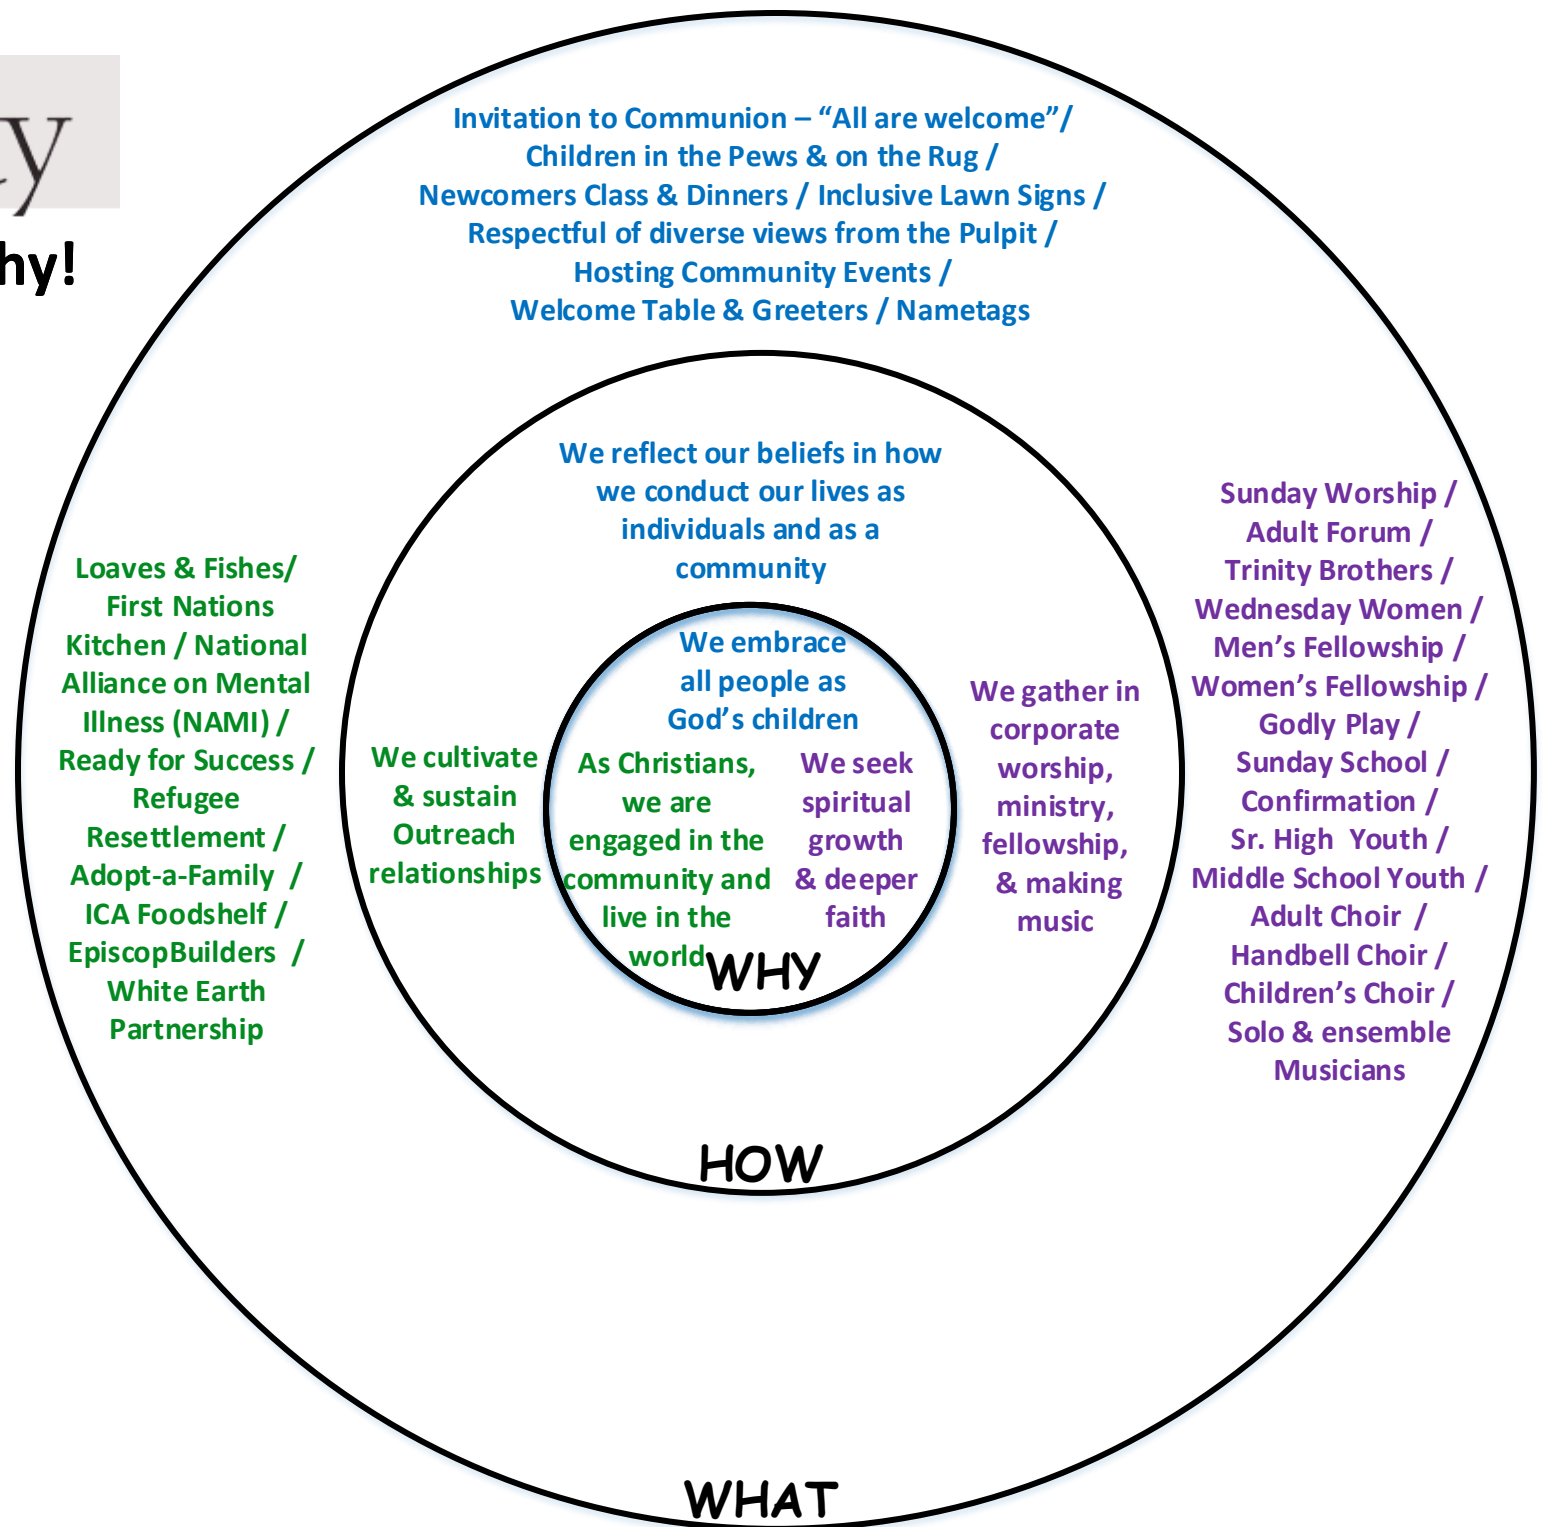 y
hy!
Invitation to Communion – “All are welcome”/
Children in the Pews & on the Rug /
Newcomers Class & Dinners / Inclusive Lawn Signs /
Respectful of diverse views from the Pulpit /
Hosting Community Events /
Welcome Table & Greeters / Nametags
We reflect our beliefs in how
we conduct our lives as
individuals and as a
community
Loaves & Fishes/
First Nations
Kitchen / National
Alliance on Mental
Illness (NAMI) /
Ready for Success /
Refugee
Resettlement /
Adopt-a-Family /
ICA Foodshelf /
EpiscopBuilders /
White Earth
Partnership
We cultivate
& sustain
Outreach
relationships
We embrace
all people as
God’s children
As Christians,
we are
engaged in the
community and
live in the
world
We seek
spiritual
growth
& deeper
faith
WHY
We gather in
corporate
worship,
ministry,
fellowship,
& making
music
Sunday Worship /
Adult Forum /
Trinity Brothers /
Wednesday Women /
Men’s Fellowship /
Women’s Fellowship /
Godly Play /
Sunday School /
Confirmation /
Sr. High Youth /
Middle School Youth /
Adult Choir /
Handbell Choir /
Children’s Choir /
Solo & ensemble
Musicians
HOW
WHAT